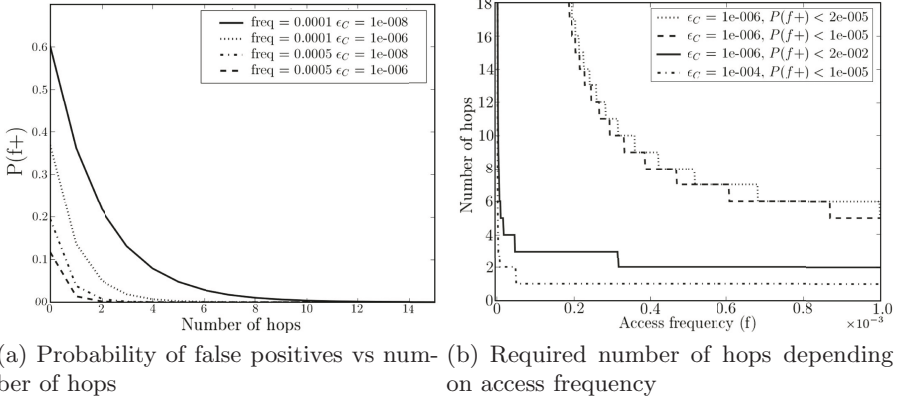 freq = 0.0001 ϵC = 1e-008
freq = 0.0001 ϵC = 1e-006
freq = 0.0005 ϵC = 1e-008
freq = 0.0005 ϵC = 1e-006
0.6
0.5
0.4
0.3
0.2
0.1
0.0
P(f+)
0 2 4 6 8 10 12 14
Number of hops
ϵC = 1e-006, P(f+) < 2e-005
ϵC = 1e-006, P(f+) < 1e-005
ϵC = 1e-006, P(f+) < 2e-002
ϵC = 1e-004, P(f+) < 1e-005
18
16
14
12
10
8
6
4
2
0
Number of hops
0 0.2 0.4 0.6 0.8 1.0
Access frequency (f)
×10−3
(a) Probability of false positives vs num-
ber of hops
(b) Required number of hops depending
on access frequency